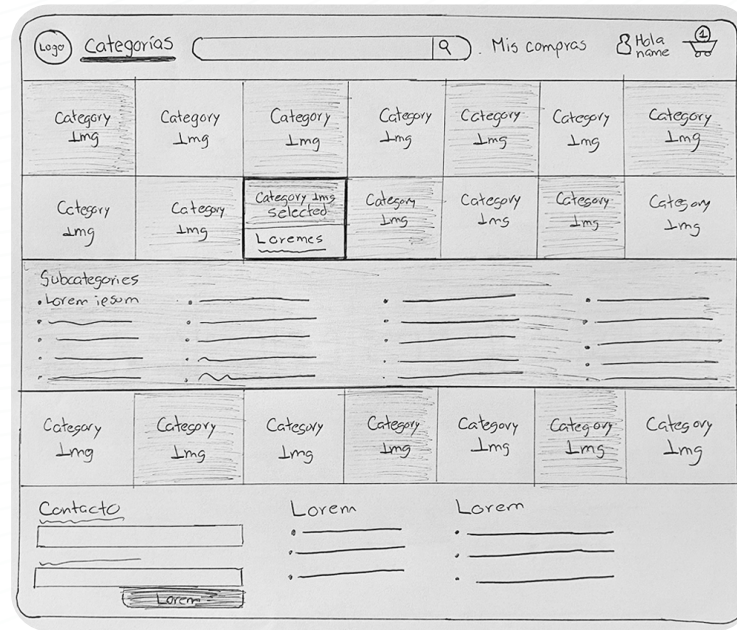 Logo Categorías Mis compras Hola name 1
Category Img
Category Img
Category Img
Category Img
Category Img
Category Img
Category Img
Category Img
Category Img
Category Img selected
Loremes
Category Img
Category Img
Category Img
Category Img
Subcategories
Lorem iesum
Category Img
Category Img
Category Img
Category Img
Category Img
Category Img
Category Img
Contacto
Lorem
Lorem
Lorem